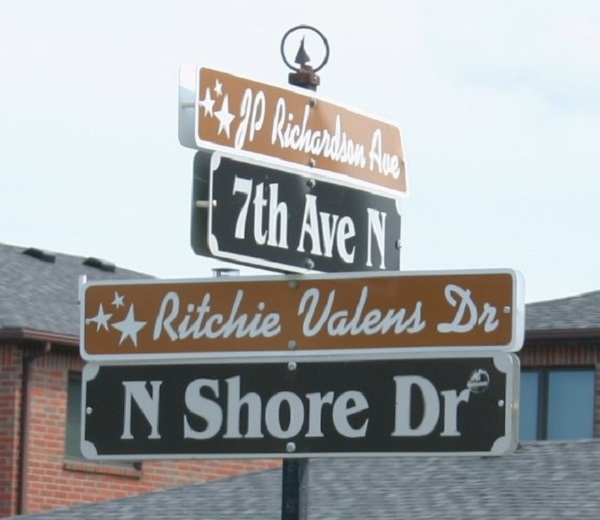 JP Richardson Ave
7th Ave N
Ritchie Valens Dr
N Shore Dr